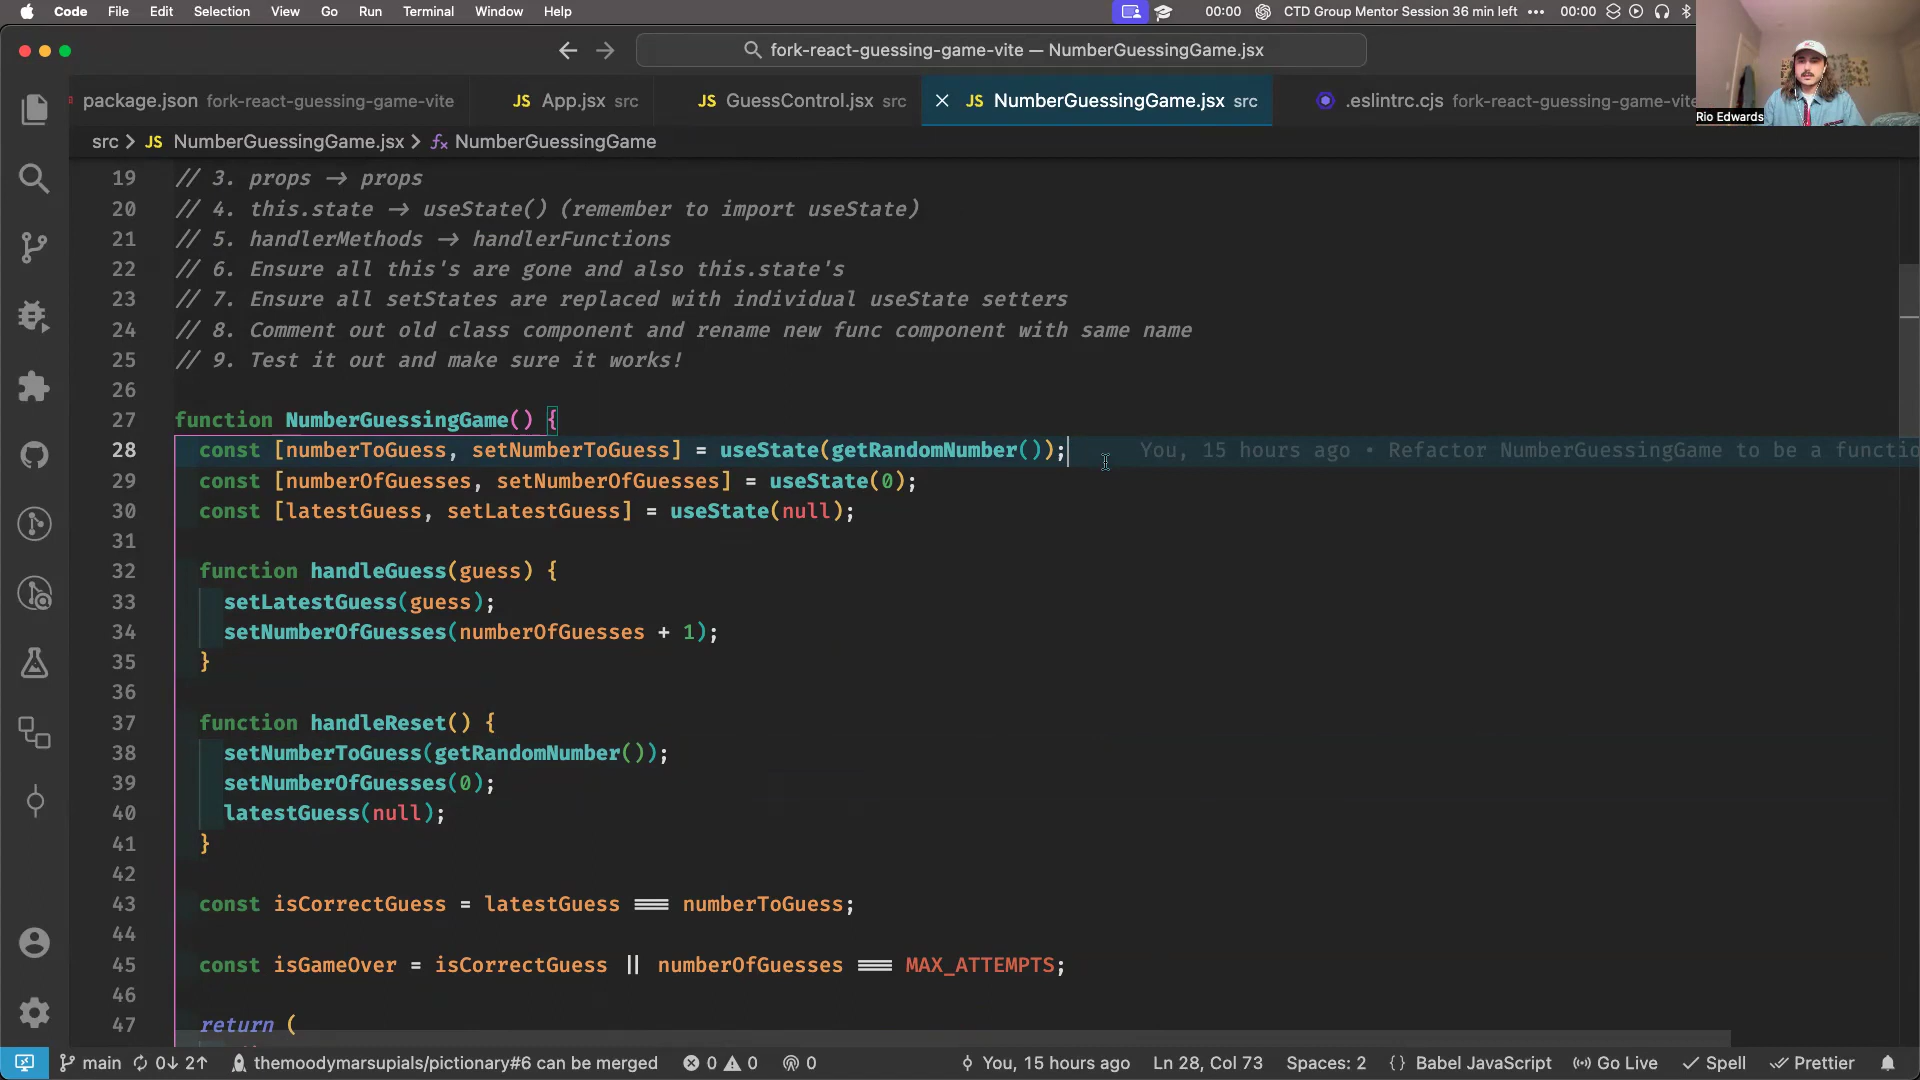 Code File Edit Selection View Go Run Terminal Window Help 00:00 CTD Group Mentor Session 36 min left ••• 00:00
fork-react-guessing-game-vite — NumberGuessingGame.jsx
package.json fork-react-guessing-game-vite JS App.jsx src JS GuessControl.jsx src JS NumberGuessingGame.jsx src .eslintrc.cjs fork-react-guessing-game-vite
Rio Edwards
src > JS NumberGuessingGame.jsx > fx NumberGuessingGame
19 // 3. props → props
20 // 4. this.state → useState() (remember to import useState)
21 // 5. handlerMethods → handlerFunctions
22 // 6. Ensure all this's are gone and also this.state's
23 // 7. Ensure all setStates are replaced with individual useState setters
24 // 8. Comment out old class component and rename new func component with same name
25 // 9. Test it out and make sure it works!
26
27 function NumberGuessingGame() {
28 const [numberToGuess, setNumberToGuess] = useState(getRandomNumber()); You, 15 hours ago • Refactor NumberGuessingGame to be a functio
29 const [numberOfGuesses, setNumberOfGuesses] = useState(0);
30 const [latestGuess, setLatestGuess] = useState(null);
31
32 function handleGuess(guess) {
33 setLatestGuess(guess);
34 setNumberOfGuesses(numberOfGuesses + 1);
35 }
36
37 function handleReset() {
38 setNumberToGuess(getRandomNumber());
39 setNumberOfGuesses(0);
40 latestGuess(null);
41 }
42
43 const isCorrectGuess = latestGuess === numberToGuess;
44
45 const isGameOver = isCorrectGuess || numberOfGuesses === MAX_ATTEMPTS;
46
47 return (
main 0↓ 2↑ themoodymarsupials/pictionary#6 can be merged 0 0 0 You, 15 hours ago Ln 28, Col 73 Spaces: 2 {} Babel JavaScript Go Live Spell Prettier